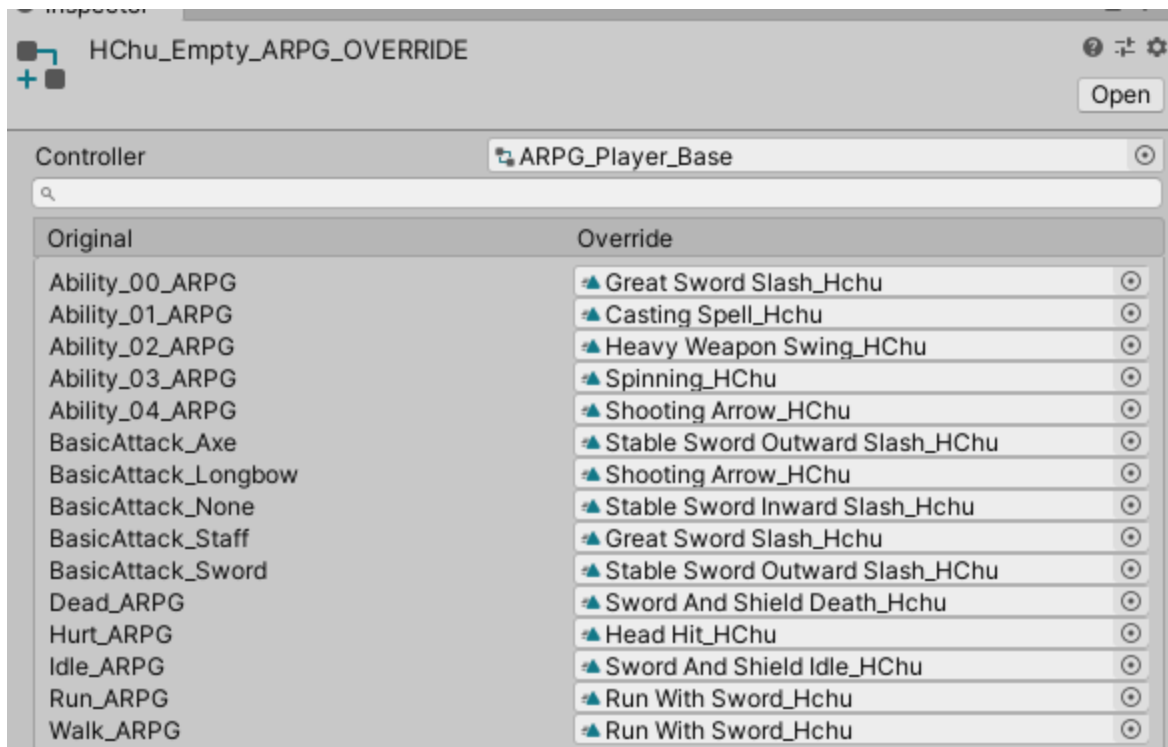 Inspector
HChu_Empty_ARPG_OVERRIDE
Open
Controller ARPG_Player_Base
Original Override
Ability_00_ARPG Great Sword Slash_Hchu
Ability_01_ARPG Casting Spell_Hchu
Ability_02_ARPG Heavy Weapon Swing_HChu
Ability_03_ARPG Spinning_HChu
Ability_04_ARPG Shooting Arrow_HChu
BasicAttack_Axe Stable Sword Outward Slash_HChu
BasicAttack_Longbow Shooting Arrow_HChu
BasicAttack_None Stable Sword Inward Slash_Hchu
BasicAttack_Staff Great Sword Slash_Hchu
BasicAttack_Sword Stable Sword Outward Slash_HChu
Dead_ARPG Sword And Shield Death_Hchu
Hurt_ARPG Head Hit_HChu
Idle_ARPG Sword And Shield Idle_HChu
Run_ARPG Run With Sword_Hchu
Walk_ARPG Run With Sword_Hchu